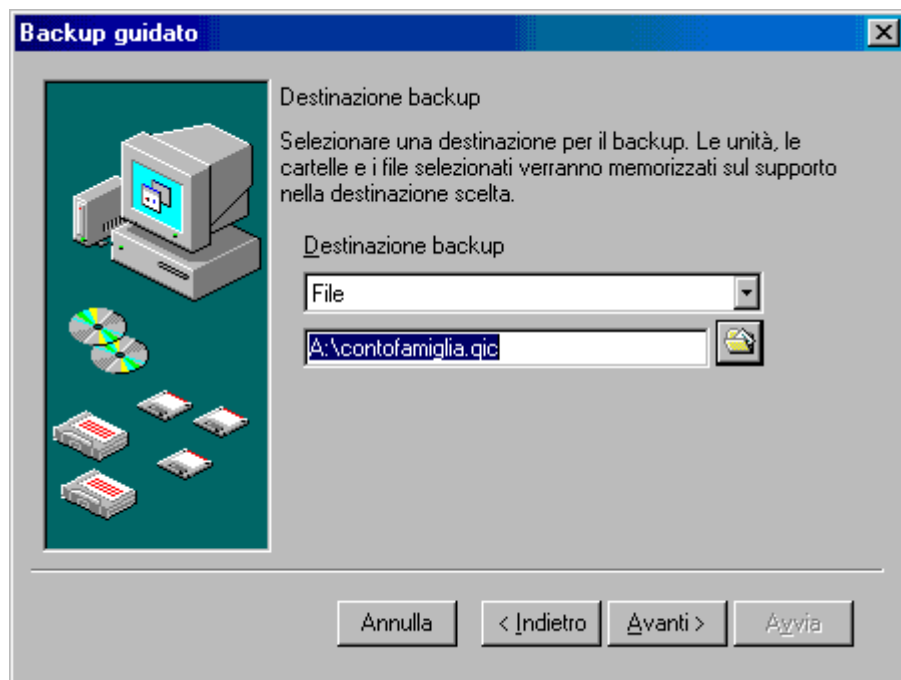 Backup guidato
Destinazione backup
Selezionare una destinazione per il backup. Le unità, le
cartelle e i file selezionati verranno memorizzati sul supporto
nella destinazione scelta.
Destinazione backup
File
A:\contofamiglia.qic
Annulla
< Indietro
Avanti >
Avvia